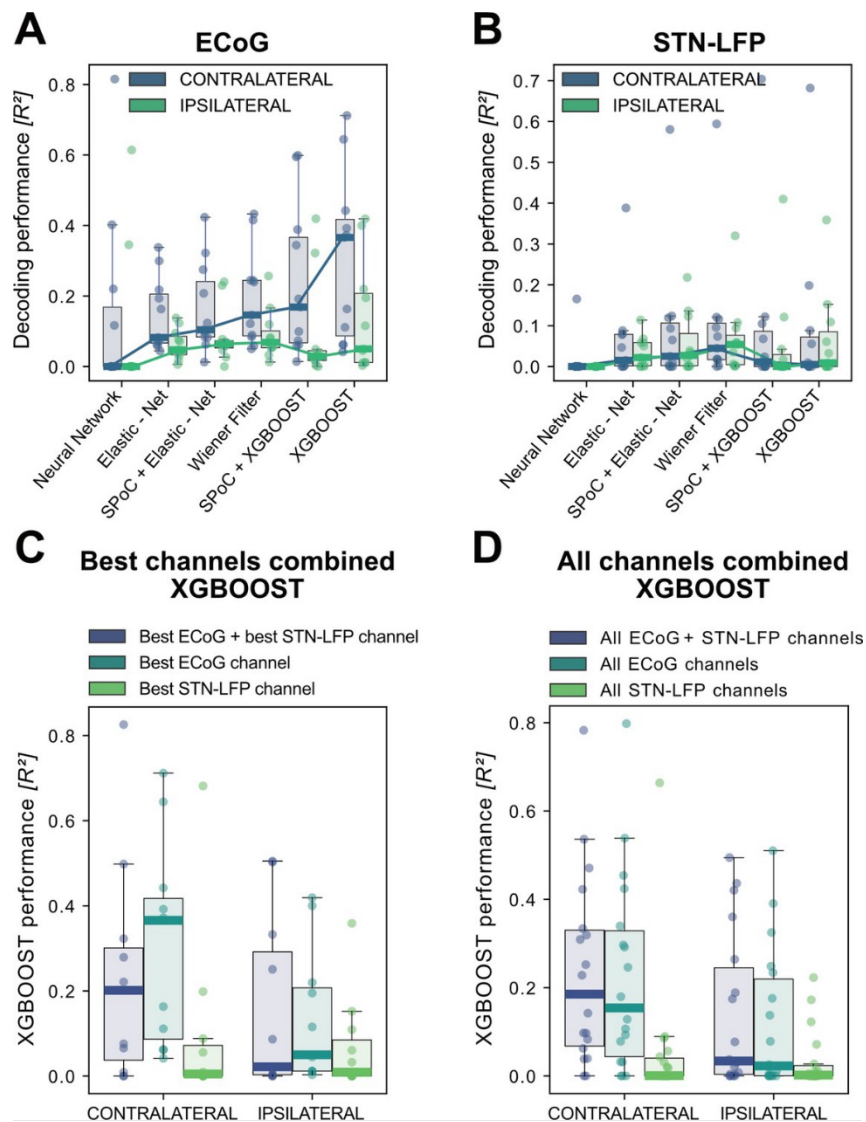 A
ECoG
CONTRALATERAL
IPSILATERAL
Decoding performance [R²]
0.8
0.6
0.4
0.2
0.0
Neural Network
Elastic - Net
SPoC + Elastic - Net
Wiener Filter
SPoC + XGBOOST
XGBOOST
B
STN-LFP
CONTRALATERAL
IPSILATERAL
Decoding performance [R²]
0.7
0.6
0.5
0.4
0.3
0.2
0.1
0.0
Neural Network
Elastic - Net
SPoC + Elastic - Net
Wiener Filter
SPoC + XGBOOST
XGBOOST
C
Best channels combined
XGBOOST
Best ECoG + best STN-LFP channel
Best ECoG channel
Best STN-LFP channel
XGBOOST performance [R²]
0.8
0.6
0.4
0.2
0.0
CONTRALATERAL
IPSILATERAL
D
All channels combined
XGBOOST
All ECoG + STN-LFP channels
All ECoG channels
All STN-LFP channels
XGBOOST performance [R²]
0.8
0.6
0.4
0.2
0.0
CONTRALATERAL
IPSILATERAL